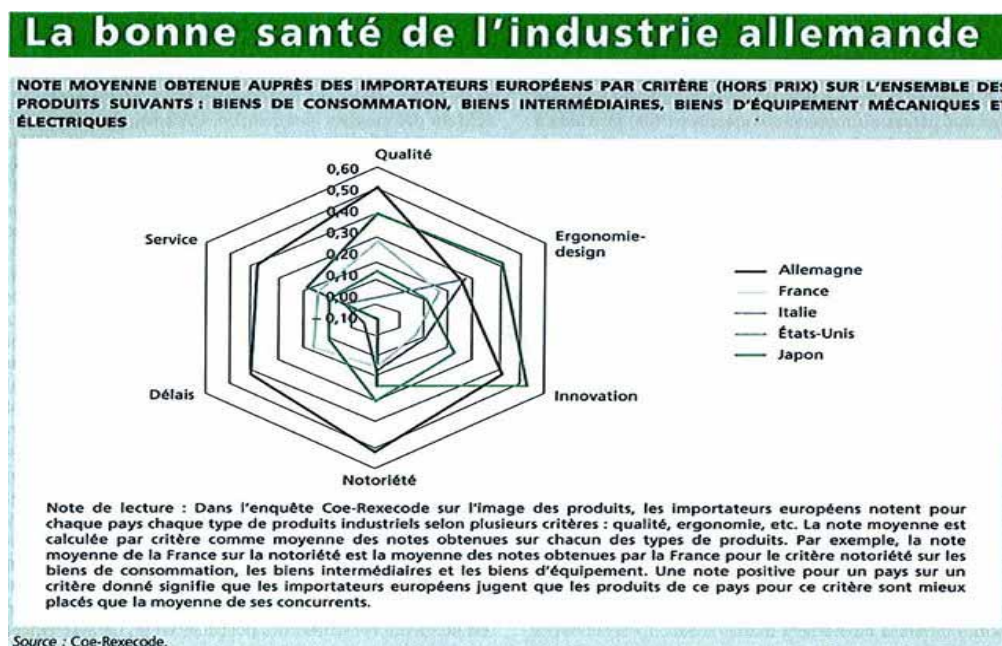 La bonne santé de l'industrie allemande
NOTE MOYENNE OBTENUE AUPRÈS DES IMPORTATEURS EUROPÉENS PAR CRITÈRE (HORS PRIX) SUR L'ENSEMBLE DES
PRODUITS SUIVANTS : BIENS DE CONSOMMATION, BIENS INTERMÉDIAIRES, BIENS D'ÉQUIPEMENT MÉCANIQUES ET
ÉLECTRIQUES
Qualité
0,60
0,50
0,40
0,30
0,20
0,10
0,00
– 0,10
Service
Ergonomie-
design
Allemagne
France
Italie
États-Unis
Japon
Délais
Innovation
Notoriété
Note de lecture : Dans l'enquête Coe-Rexecode sur l'image des produits, les importateurs européens notent pour
chaque pays chaque type de produits industriels selon plusieurs critères : qualité, ergonomie, etc. La note moyenne est
calculée par critère comme moyenne des notes obtenues sur chacun des types de produits. Par exemple, la note
moyenne de la France sur la notoriété est la moyenne des notes obtenues par la France pour le critère notoriété sur les
biens de consommation, les biens intermédiaires et les biens d'équipement. Une note positive pour un pays sur un
critère donné signifie que les importateurs européens jugent que les produits de ce pays pour ce critère sont mieux
placés que la moyenne de ses concurrents.
Source : Coe-Rexecode.